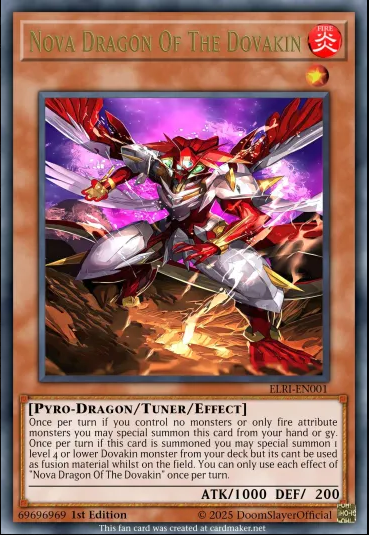 Nova Dragon Of The Dovakin
FIRE
炎
ELRI-EN001
[Pyro-Dragon/Tuner/Effect]
Once per turn if you control no monsters or only fire attribute
monsters you may special summon this card from your hand or gy.
Once per turn if this card is summoned you may special summon 1
level 4 or lower Dovakin monster from your deck but its cant be used
as fusion material whilst on the field. You can only use each effect of
"Nova Dragon Of The Dovakin" once per turn.
ATK/1000 DEF/ 200
69696969 1st Edition © 2025 DoomSlayerOfficial
This fan card was created at cardmaker.net